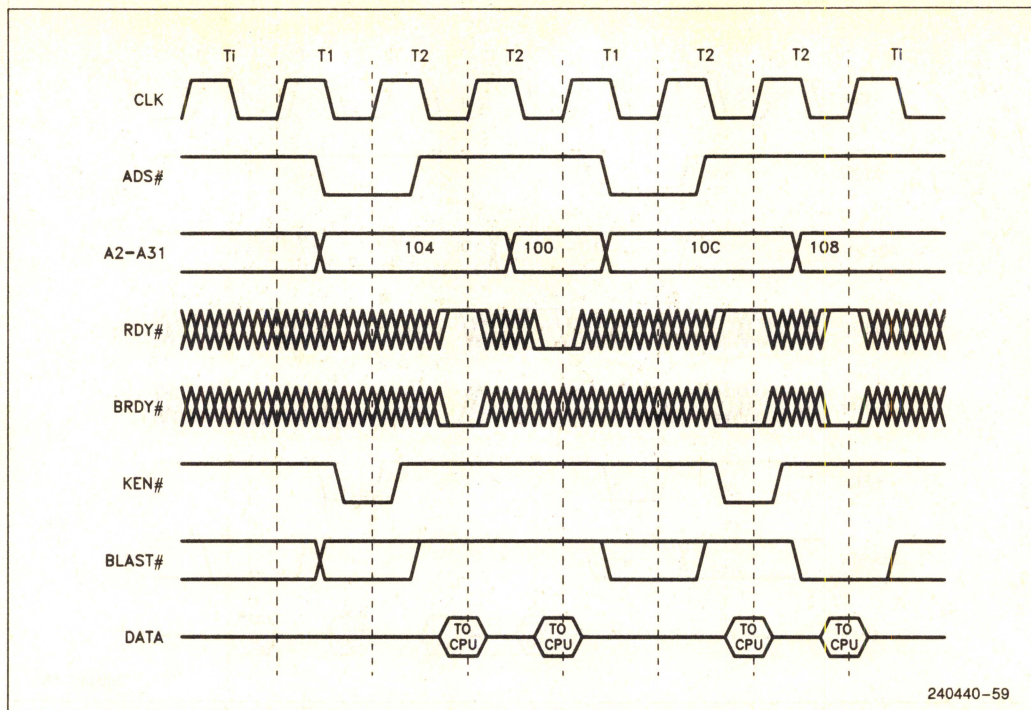 Ti T1 T2 T2 T1 T2 T2 Ti
CLK
ADS#
A2–A31 104 100 10C 108
RDY#
BRDY#
KEN#
BLAST#
DATA TO CPU TO CPU TO CPU TO CPU
240440–59